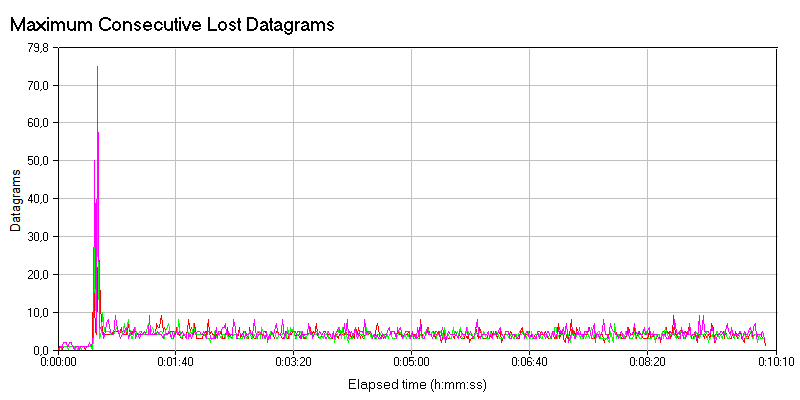 Maximum Consecutive Lost Datagrams
79,8
70,0
60,0
50,0
40,0
30,0
20,0
10,0
0,0
Datagrams
0:00:00 0:01:40 0:03:20 0:05:00 0:06:40 0:08:20 0:10:10
Elapsed time (h:mm:ss)